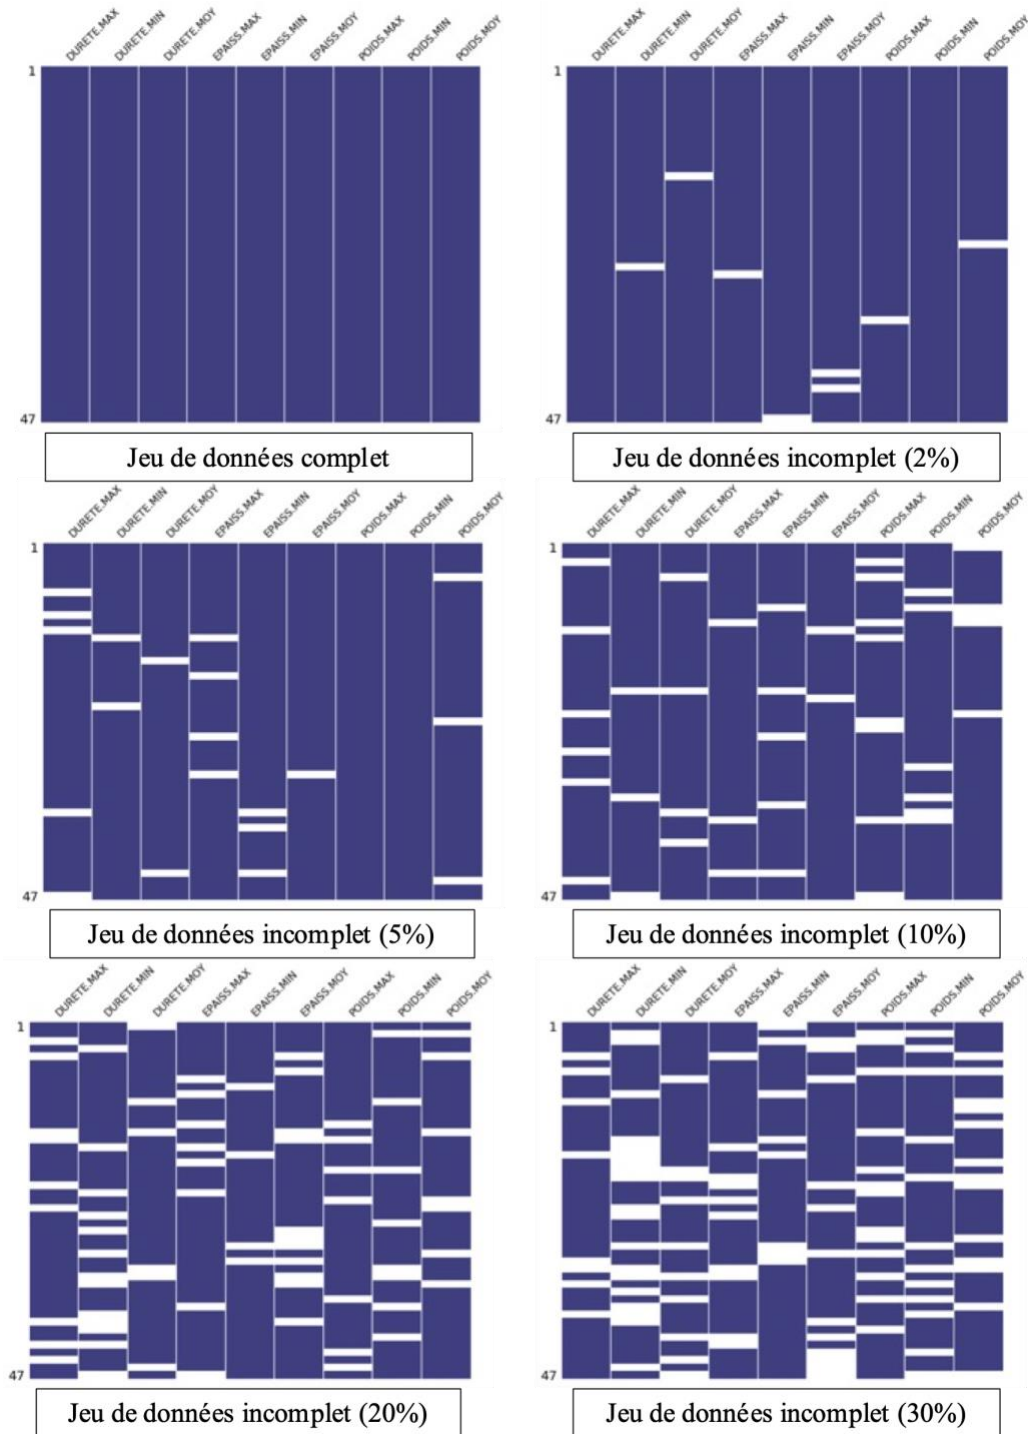 DURETE.MAX DURETE.MIN DURETE.MOY EPAISS.MAX EPAISS.MIN EPAISS.MOY POIDS.MAX POIDS.MIN POIDS.MOY
1
47
Jeu de données complet
DURETE.MAX DURETE.MIN DURETE.MOY EPAISS.MAX EPAISS.MIN EPAISS.MOY POIDS.MAX POIDS.MIN POIDS.MOY
1
47
Jeu de données incomplet (2%)
DURETE.MAX DURETE.MIN DURETE.MOY EPAISS.MAX EPAISS.MIN EPAISS.MOY POIDS.MAX POIDS.MIN POIDS.MOY
1
47
Jeu de données incomplet (5%)
DURETE.MAX DURETE.MIN DURETE.MOY EPAISS.MAX EPAISS.MIN EPAISS.MOY POIDS.MAX POIDS.MIN POIDS.MOY
1
47
Jeu de données incomplet (10%)
DURETE.MAX DURETE.MIN DURETE.MOY EPAISS.MAX EPAISS.MIN EPAISS.MOY POIDS.MAX POIDS.MIN POIDS.MOY
1
47
Jeu de données incomplet (20%)
DURETE.MAX DURETE.MIN DURETE.MOY EPAISS.MAX EPAISS.MIN EPAISS.MOY POIDS.MAX POIDS.MIN POIDS.MOY
1
47
Jeu de données incomplet (30%)